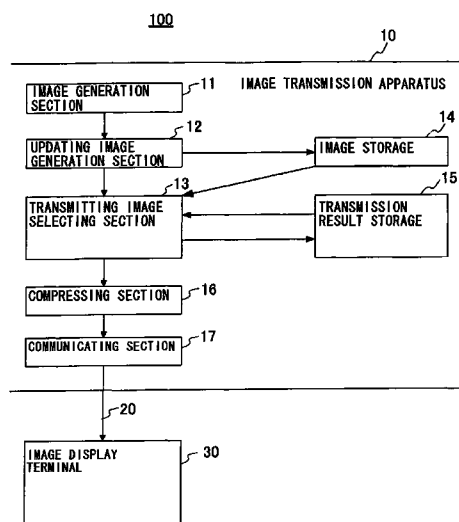 100
10
IMAGE TRANSMISSION APPARATUS
IMAGE GENERATION
SECTION
11
12
UPDATING IMAGE
GENERATION SECTION
14
IMAGE STORAGE
13
TRANSMITTING IMAGE
SELECTING SECTION
15
TRANSMISSION
RESULT STORAGE
COMPRESSING SECTION
16
COMMUNICATING SECTION
17
20
IMAGE DISPLAY
TERMINAL
30